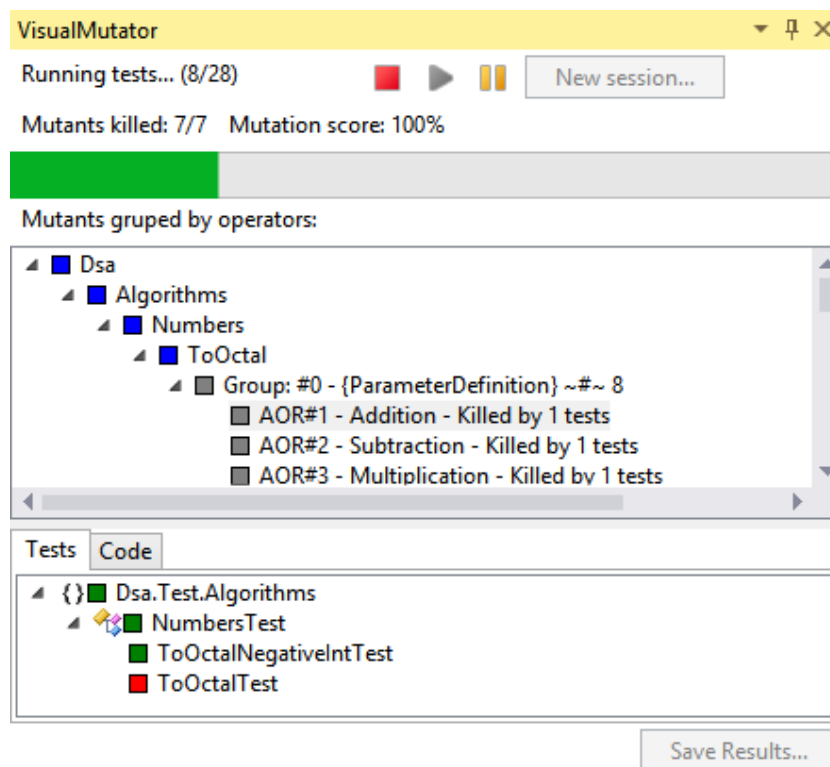 VisualMutator
Running tests... (8/28)
New session...
Mutants killed: 7/7 Mutation score: 100%
Mutants gruped by operators:
Dsa
Algorithms
Numbers
ToOctal
Group: #0 - {ParameterDefinition} ~#~ 8
AOR#1 - Addition - Killed by 1 tests
AOR#2 - Subtraction - Killed by 1 tests
AOR#3 - Multiplication - Killed by 1 tests
Tests Code
{} Dsa.Test.Algorithms
NumbersTest
ToOctalNegativeIntTest
ToOctalTest
Save Results...